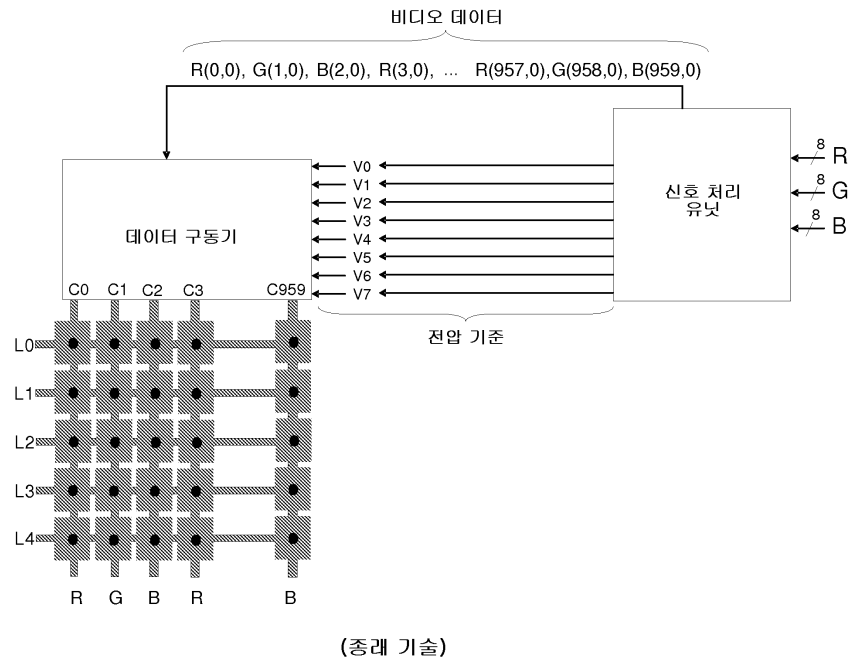 비디오 데이터
R(0,0), G(1,0), B(2,0), R(3,0), ... R(957,0),G(958,0), B(959,0)
8
R
8
G
8
B
신호 처리
유닛
V0
V1
V2
V3
V4
V5
V6
V7
데이터 구동기
C0 C1 C2 C3 C959
전압 기준
L0
L1
L2
L3
L4
R G B R B
(종래 기술)